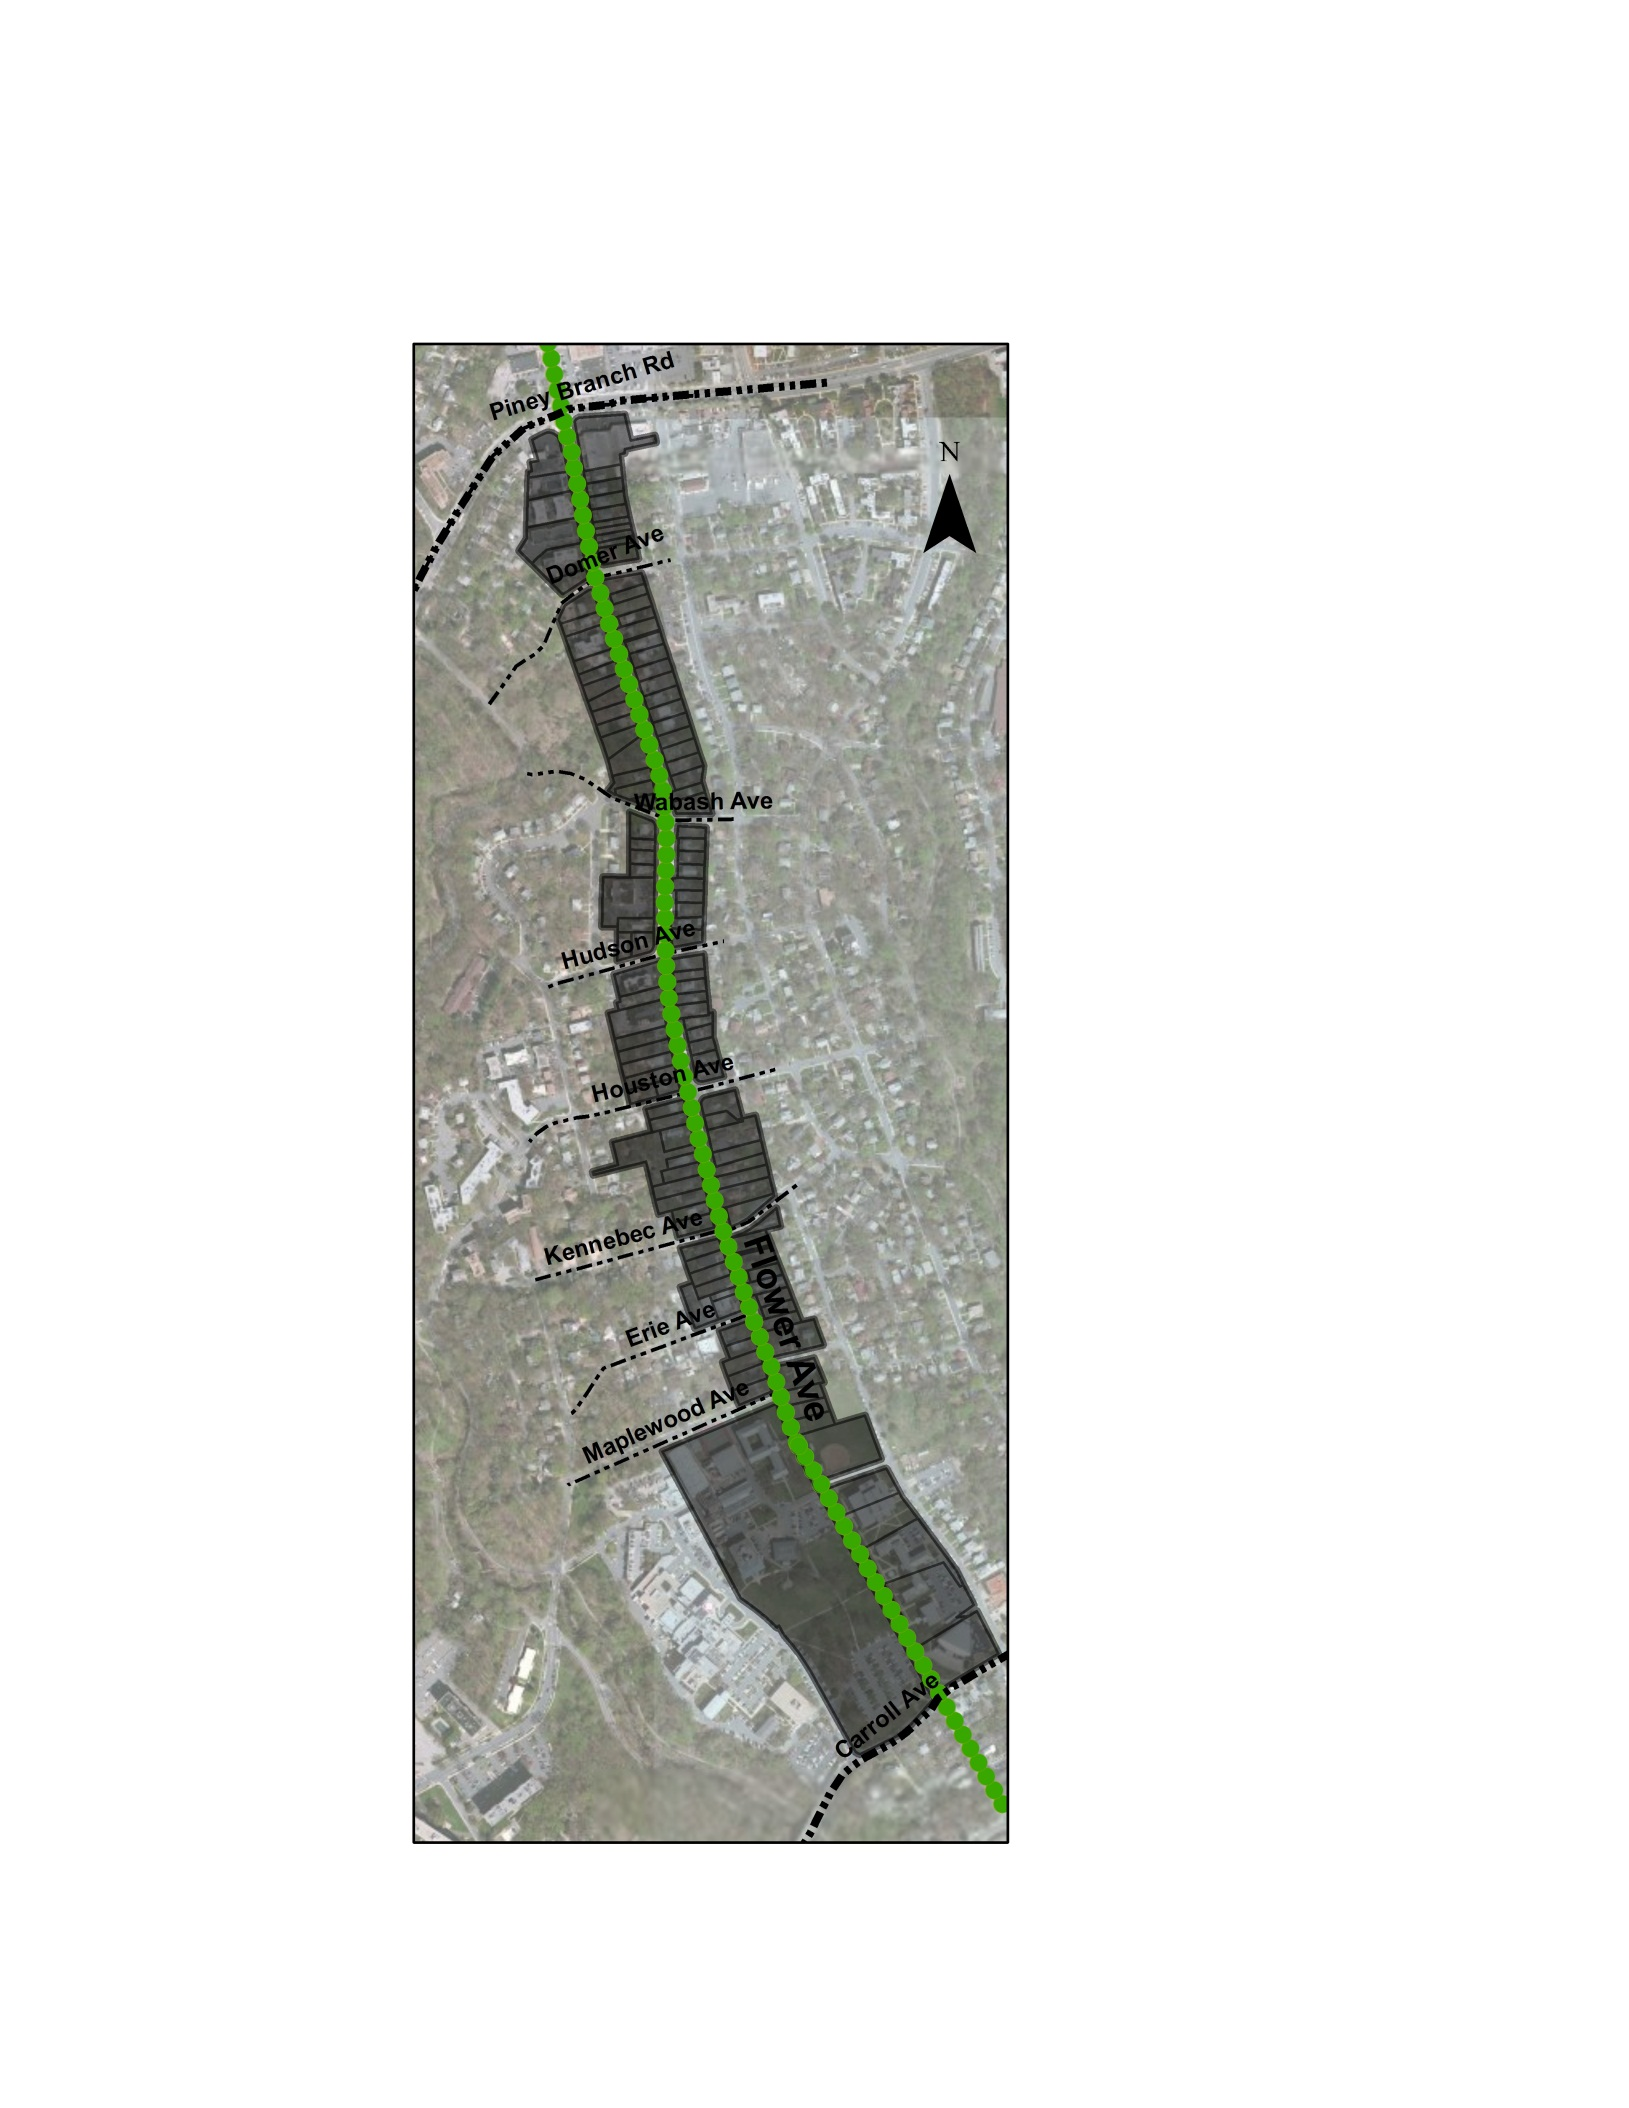 Piney Branch Rd
N
Domer Ave
Wabash Ave
Hudson Ave
Houston Ave
Kennebec Ave
Flower Ave
Erie Ave
Maplewood Ave
Carroll Ave